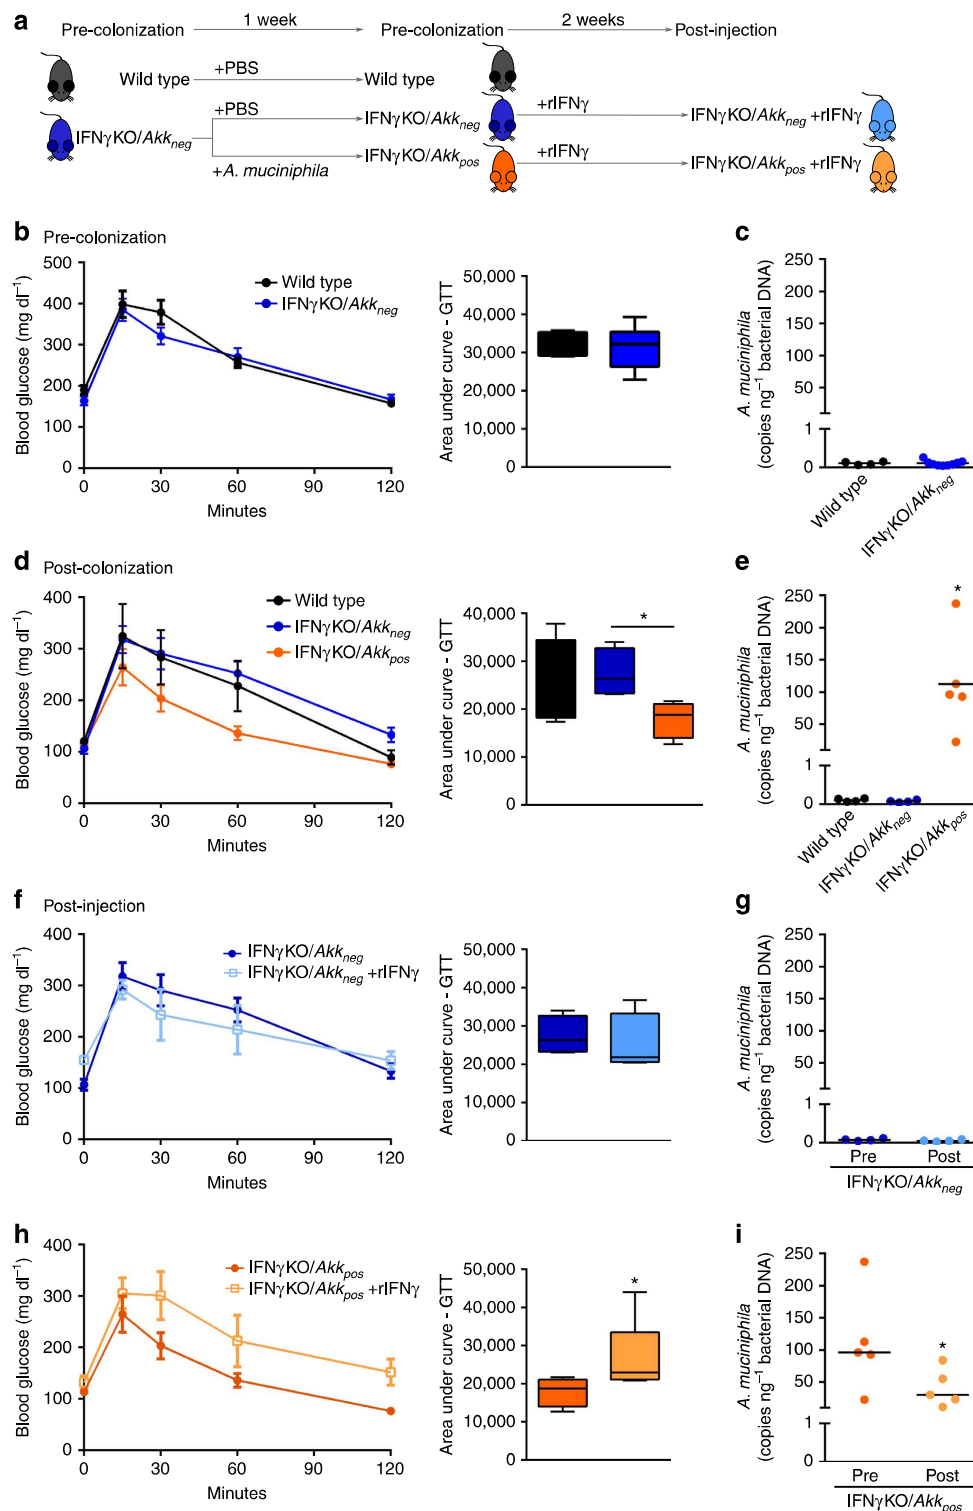 a
Pre-colonization 1 week Pre-colonization 2 weeks Post-injection
Wild type +PBS Wild type
IFNγKO/Akkneg +PBS IFNγKO/Akkneg +rIFNγ IFNγKO/Akkneg +rIFNγ
+A. muciniphila IFNγKO/Akkpos +rIFNγ IFNγKO/Akkpos +rIFNγ
b Pre-colonization
Blood glucose (mg dl−1)
500
400
300
200
100
0
0 30 60 90 120
Minutes
Wild type
IFNγKO/Akkneg
Area under curve - GTT
50,000
40,000
30,000
20,000
10,000
0
c
A. muciniphila
(copies ng−1 bacterial DNA)
250
200
150
100
50
1
0
Wild type
IFNγKO/Akkneg
d Post-colonization
Blood glucose (mg dl−1)
400
300
200
100
0
0 30 60 90 120
Minutes
Wild type
IFNγKO/Akkneg
IFNγKO/Akkpos
Area under curve - GTT
40,000
30,000
20,000
10,000
0
*
e
A. muciniphila
(copies ng−1 bacterial DNA)
250
200
150
100
50
1
0
*
Wild type
IFNγKO/Akkneg
IFNγKO/Akkpos
f Post-injection
Blood glucose (mg dl−1)
400
300
200
100
0
0 30 60 90 120
Minutes
IFNγKO/Akkneg
IFNγKO/Akkneg +rIFNγ
Area under curve - GTT
50,000
40,000
30,000
20,000
10,000
0
g
A. muciniphila
(copies ng−1 bacterial DNA)
250
200
150
100
50
1
0
Pre Post
IFNγKO/Akkneg
h
Blood glucose (mg dl−1)
400
300
200
100
0
0 30 60 90 120
Minutes
IFNγKO/Akkpos
IFNγKO/Akkpos +rIFNγ
Area under curve - GTT
50,000
40,000
30,000
20,000
10,000
0
*
i
A. muciniphila
(copies ng−1 bacterial DNA)
250
200
150
100
50
1
0
*
Pre Post
IFNγKO/Akkpos